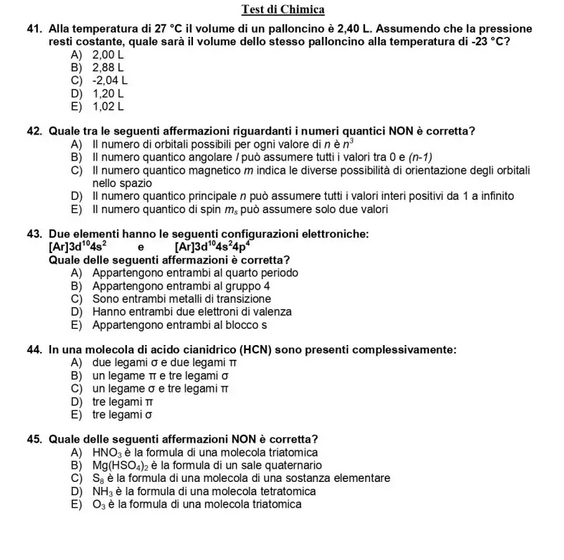 Test di Chimica
41. Alla temperatura di 27 °C il volume di un palloncino è 2,40 L. Assumendo che la pressione
resti costante, quale sarà il volume dello stesso palloncino alla temperatura di -23 °C?
A) 2,00 L
B) 2,88 L
C) -2,04 L
D) 1,20 L
E) 1,02 L
42. Quale tra le seguenti affermazioni riguardanti i numeri quantici NON è corretta?
A) Il numero di orbitali possibili per ogni valore di n è n³
B) Il numero quantico angolare l può assumere tutti i valori tra 0 e (n-1)
C) Il numero quantico magnetico m indica le diverse possibilità di orientazione degli orbitali
nello spazio
D) Il numero quantico principale n può assumere tutti i valori interi positivi da 1 a infinito
E) Il numero quantico di spin mₛ può assumere solo due valori
43. Due elementi hanno le seguenti configurazioni elettroniche:
[Ar]3d¹⁰4s² e [Ar]3d¹⁰4s²4p⁴
Quale delle seguenti affermazioni è corretta?
A) Appartengono entrambi al quarto periodo
B) Appartengono entrambi al gruppo 4
C) Sono entrambi metalli di transizione
D) Hanno entrambi due elettroni di valenza
E) Appartengono entrambi al blocco s
44. In una molecola di acido cianidrico (HCN) sono presenti complessivamente:
A) due legami σ e due legami π
B) un legame π e tre legami σ
C) un legame σ e tre legami π
D) tre legami π
E) tre legami σ
45. Quale delle seguenti affermazioni NON è corretta?
A) HNO₃ è la formula di una molecola triatomica
B) Mg(HSO₄)₂ è la formula di un sale quaternario
C) S₈ è la formula di una molecola di una sostanza elementare
D) NH₃ è la formula di una molecola tetratomica
E) O₃ è la formula di una molecola triatomica